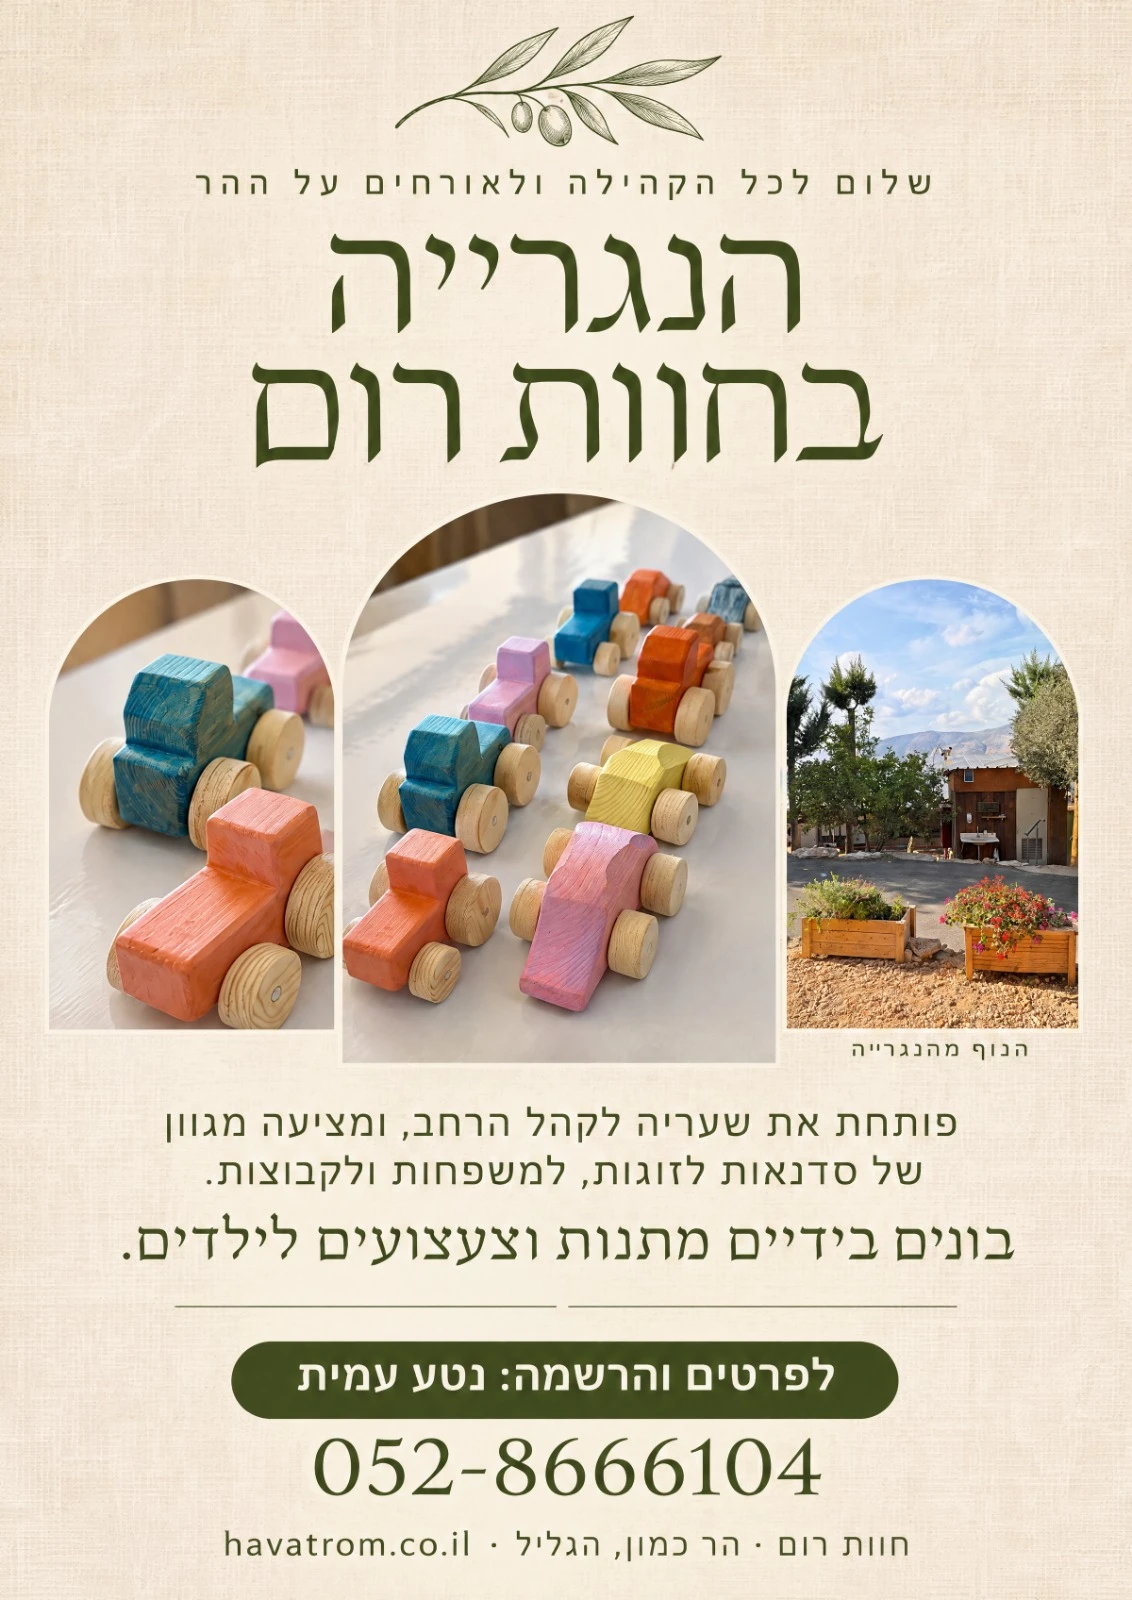 שלום לכל הקהילה ולאורחים על ההר
הנגרייה
בחוות רום
הנוף מהנגרייה
פותחת את שעריה לקהל הרחב, ומציעה מגוון
של סדנאות לזוגות, למשפחות ולקבוצות.
בונים בידיים מתנות וצעצועים לילדים.
לפרטים והרשמה: נטע עמית
052-8666104
חוות רום · הר כמון, הגליל · havatrom.co.il